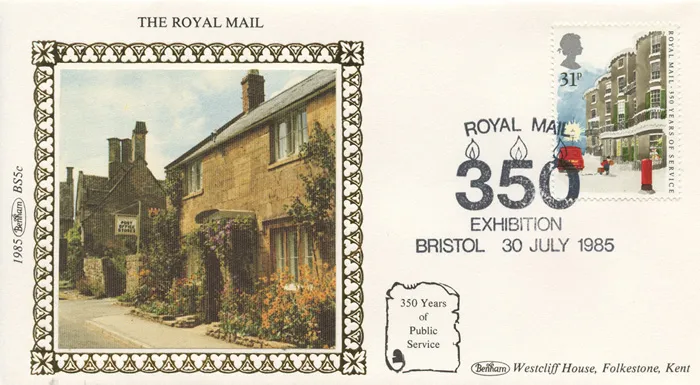 THE ROYAL MAIL
1985 Benham BS5c
POST OFFICE STORES
31P
ROYAL MAIL 350 YEARS OF SERVICE
ROYAL MAIL
350
EXHIBITION
BRISTOL 30 JULY 1985
350 Years
of
Public
Service
Benham Westcliff House, Folkestone, Kent